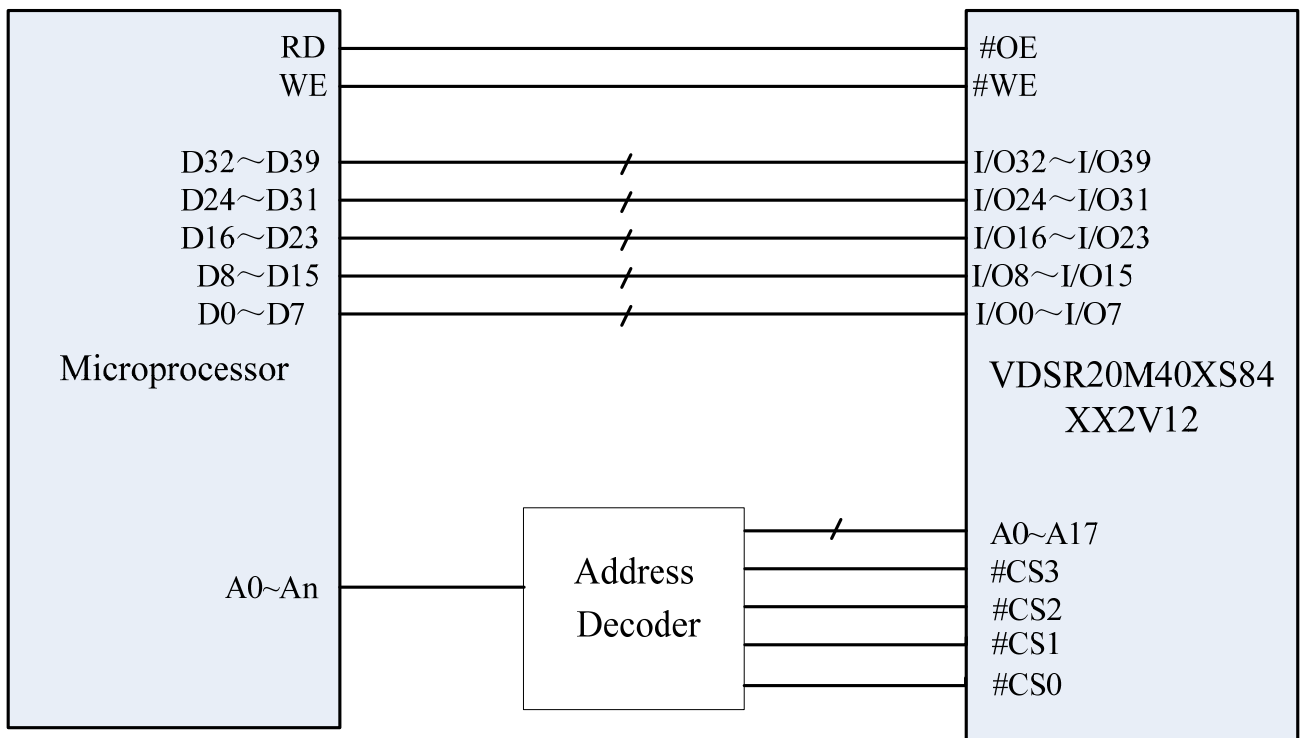 RD
WE
D32～D39
D24～D31
D16～D23
D8～D15
D0～D7
Microprocessor
A0~An
Address
Decoder
#OE
#WE
I/O32～I/O39
I/O24～I/O31
I/O16～I/O23
I/O8～I/O15
I/O0～I/O7
VDSR20M40XS84
XX2V12
A0~A17
#CS3
#CS2
#CS1
#CS0